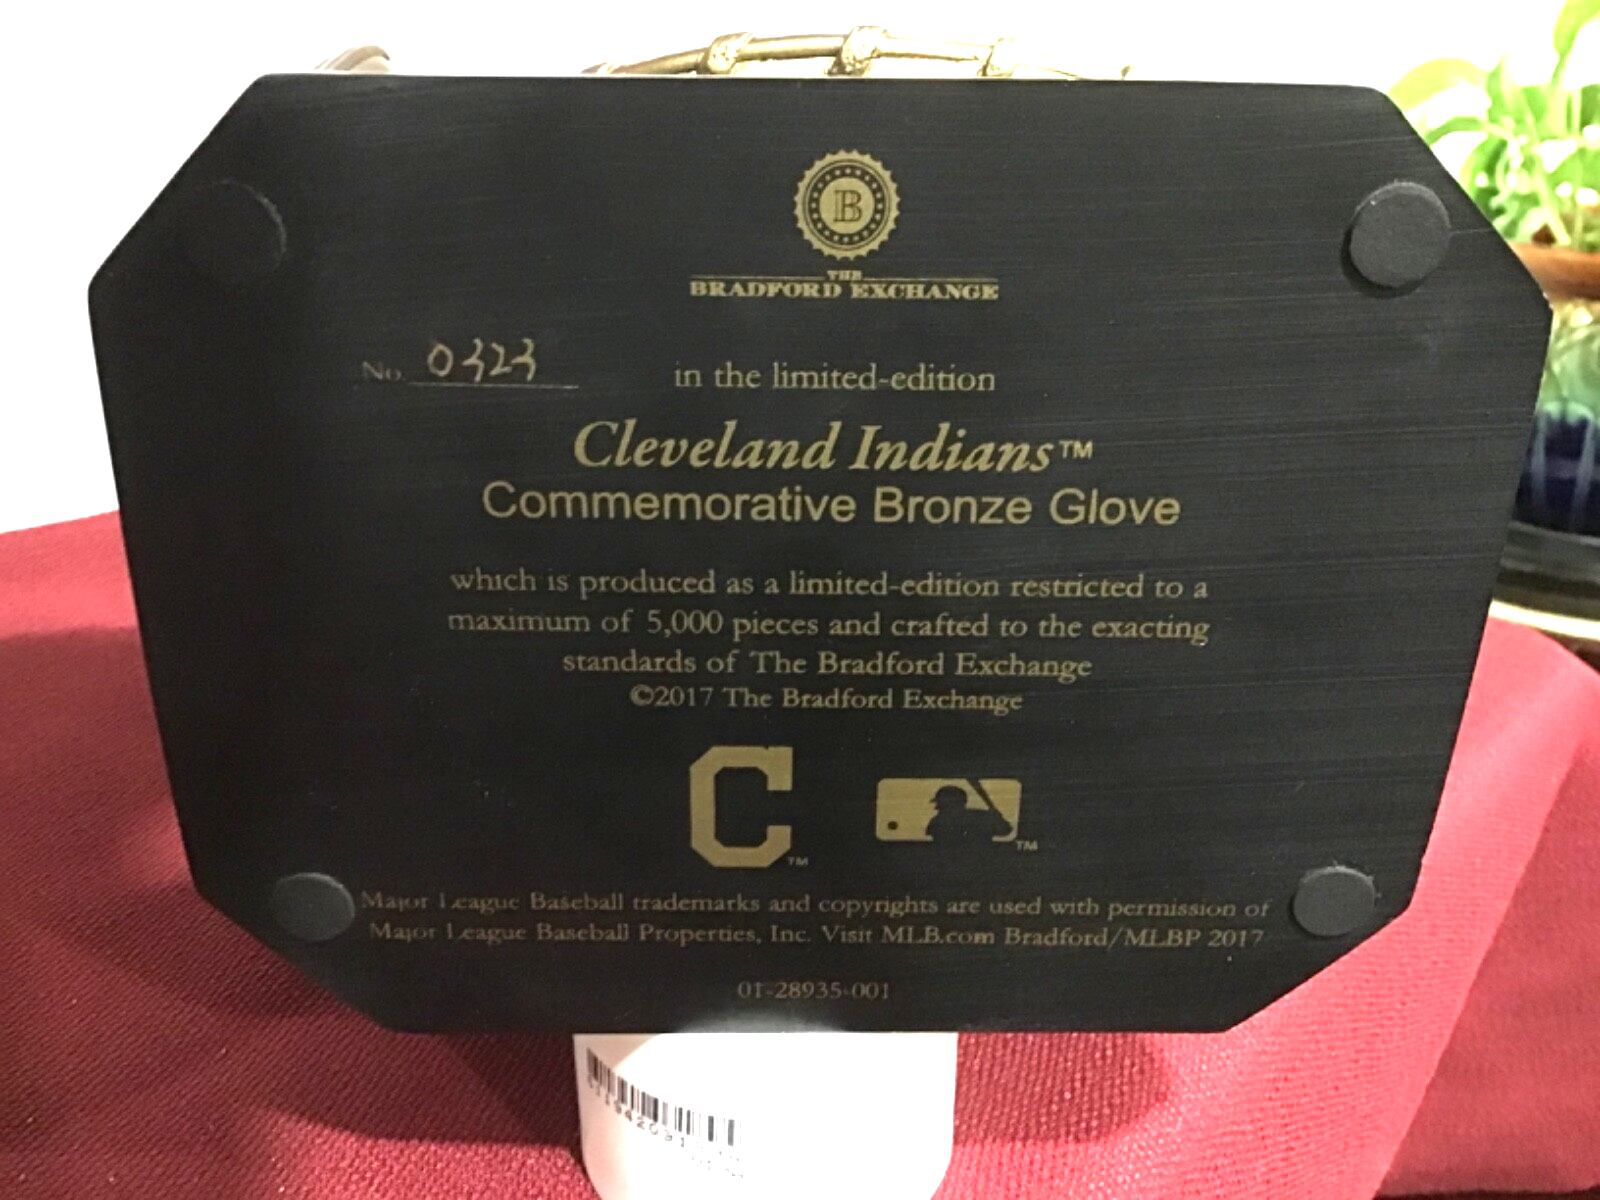 B
THE
BRADFORD EXCHANGE
No. 0323 in the limited-edition
Cleveland Indians™
Commemorative Bronze Glove
which is produced as a limited-edition restricted to a
maximum of 5,000 pieces and crafted to the exacting
standards of The Bradford Exchange
©2017 The Bradford Exchange
C™
™
Major League Baseball trademarks and copyrights are used with permission of
Major League Baseball Properties, Inc. Visit MLB.com Bradford/MLBP 2017
01-28935-001